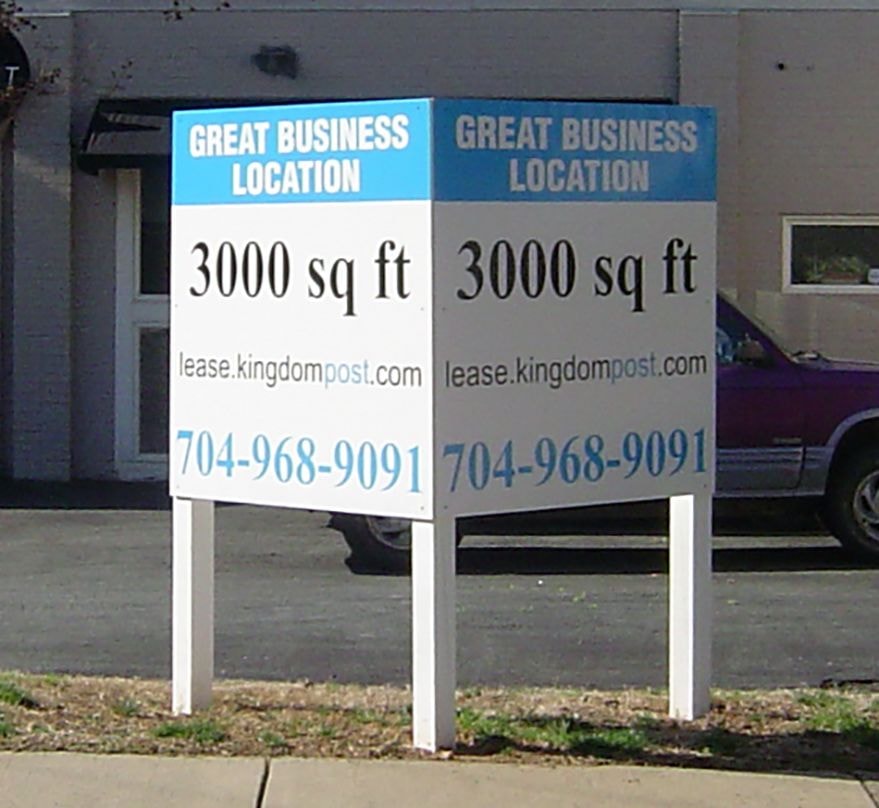 GREAT BUSINESS
LOCATION
3000 sq ft
lease.kingdompost.com
704-968-9091
GREAT BUSINESS
LOCATION
3000 sq ft
lease.kingdompost.com
704-968-9091